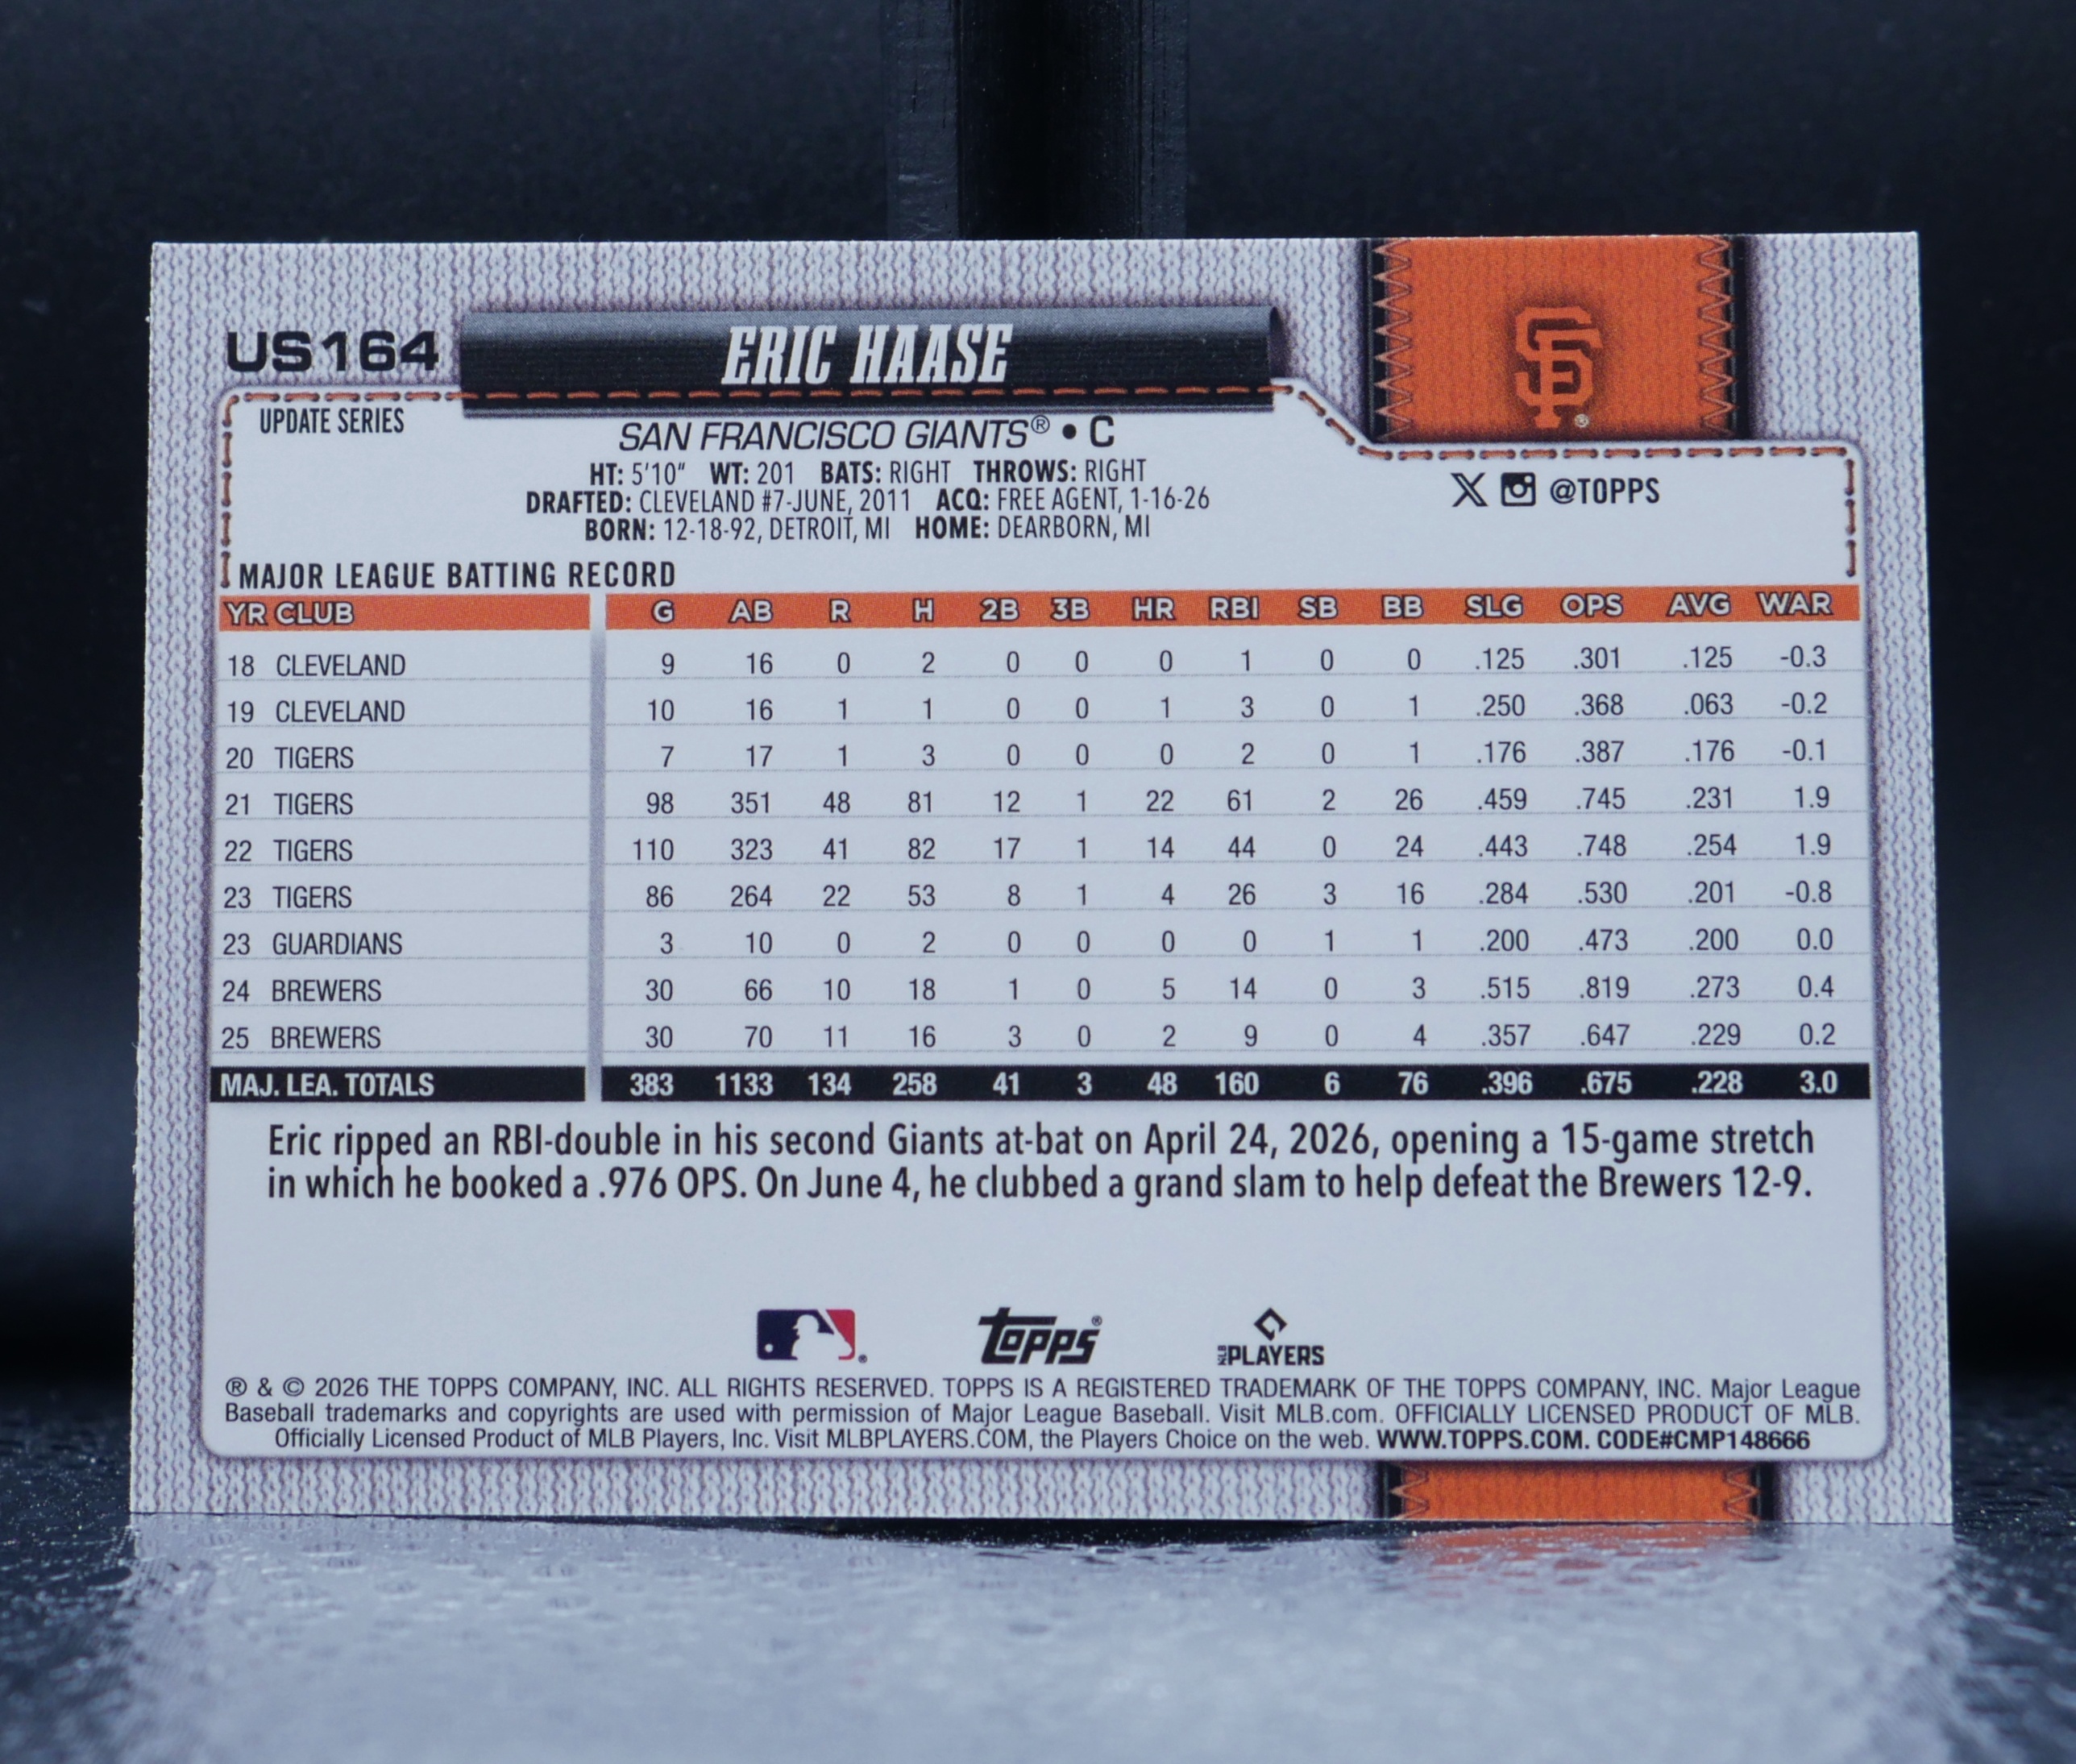 US164
ERIC HAASE
SF
UPDATE SERIES
SAN FRANCISCO GIANTS® • C
HT: 5'10" WT: 201 BATS: RIGHT THROWS: RIGHT
DRAFTED: CLEVELAND #7-JUNE, 2011 ACQ: FREE AGENT, 1-16-26
BORN: 12-18-92, DETROIT, MI HOME: DEARBORN, MI
@TOPPS
MAJOR LEAGUE BATTING RECORD
YR CLUB G AB R H 2B 3B HR RBI SB BB SLG OPS AVG WAR
18 CLEVELAND 9 16 0 2 0 0 0 1 0 0 .125 .301 .125 -0.3
19 CLEVELAND 10 16 1 1 0 0 1 3 0 1 .250 .368 .063 -0.2
20 TIGERS 7 17 1 3 0 0 0 2 0 1 .176 .387 .176 -0.1
21 TIGERS 98 351 48 81 12 1 22 61 2 26 .459 .745 .231 1.9
22 TIGERS 110 323 41 82 17 1 14 44 0 24 .443 .748 .254 1.9
23 TIGERS 86 264 22 53 8 1 4 26 3 16 .284 .530 .201 -0.8
23 GUARDIANS 3 10 0 2 0 0 0 0 1 1 .200 .473 .200 0.0
24 BREWERS 30 66 10 18 1 0 5 14 0 3 .515 .819 .273 0.4
25 BREWERS 30 70 11 16 3 0 2 9 0 4 .357 .647 .229 0.2
MAJ. LEA. TOTALS 383 1133 134 258 41 3 48 160 6 76 .396 .675 .228 3.0
Eric ripped an RBI-double in his second Giants at-bat on April 24, 2026, opening a 15-game stretch
in which he booked a .976 OPS. On June 4, he clubbed a grand slam to help defeat the Brewers 12-9.
topps® MLB PLAYERS
® & © 2026 THE TOPPS COMPANY, INC. ALL RIGHTS RESERVED. TOPPS IS A REGISTERED TRADEMARK OF THE TOPPS COMPANY, INC. Major League
Baseball trademarks and copyrights are used with permission of Major League Baseball. Visit MLB.com. OFFICIALLY LICENSED PRODUCT OF MLB.
Officially Licensed Product of MLB Players, Inc. Visit MLBPLAYERS.COM, the Players Choice on the web. WWW.TOPPS.COM. CODE#CMP148666